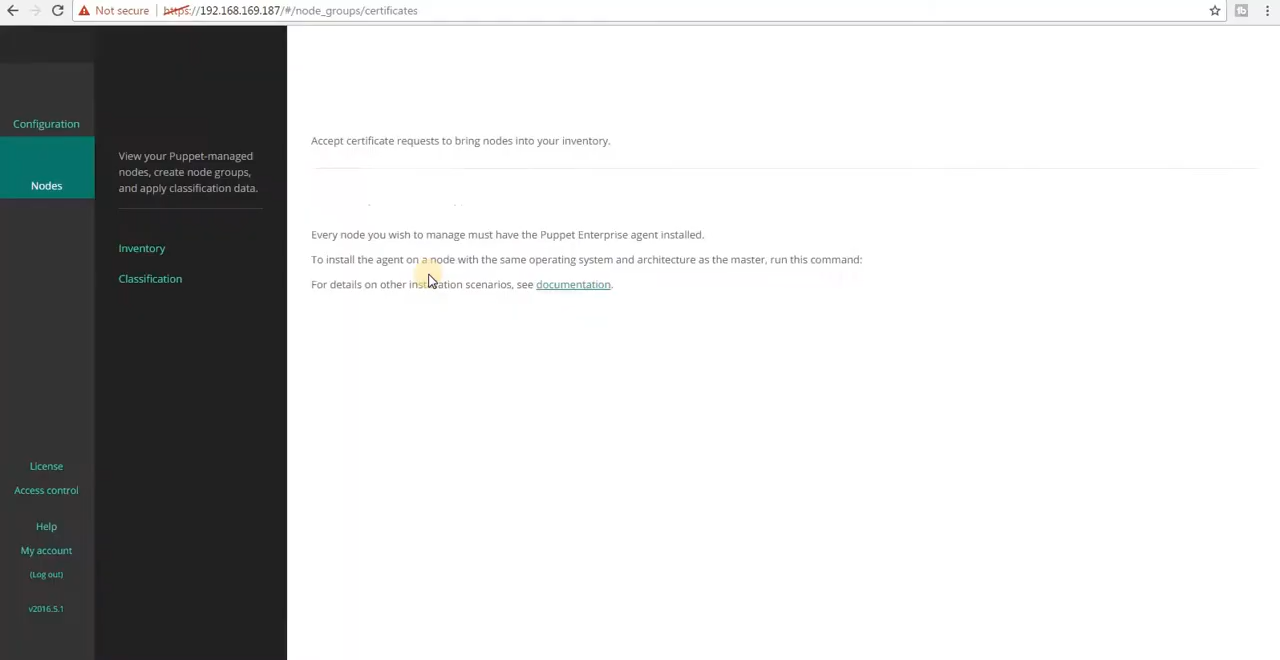 Not secure
https://192.168.169.187/#/node_groups/certificates
Configuration
Nodes
License
Access control
Help
My account
(Log out)
v2016.5.1
View your Puppet-managed
nodes, create node groups,
and apply classification data.
Inventory
Classification
Accept certificate requests to bring nodes into your inventory.
Every node you wish to manage must have the Puppet Enterprise agent installed.
To install the agent on a node with the same operating system and architecture as the master, run this command:
For details on other installation scenarios, see documentation.